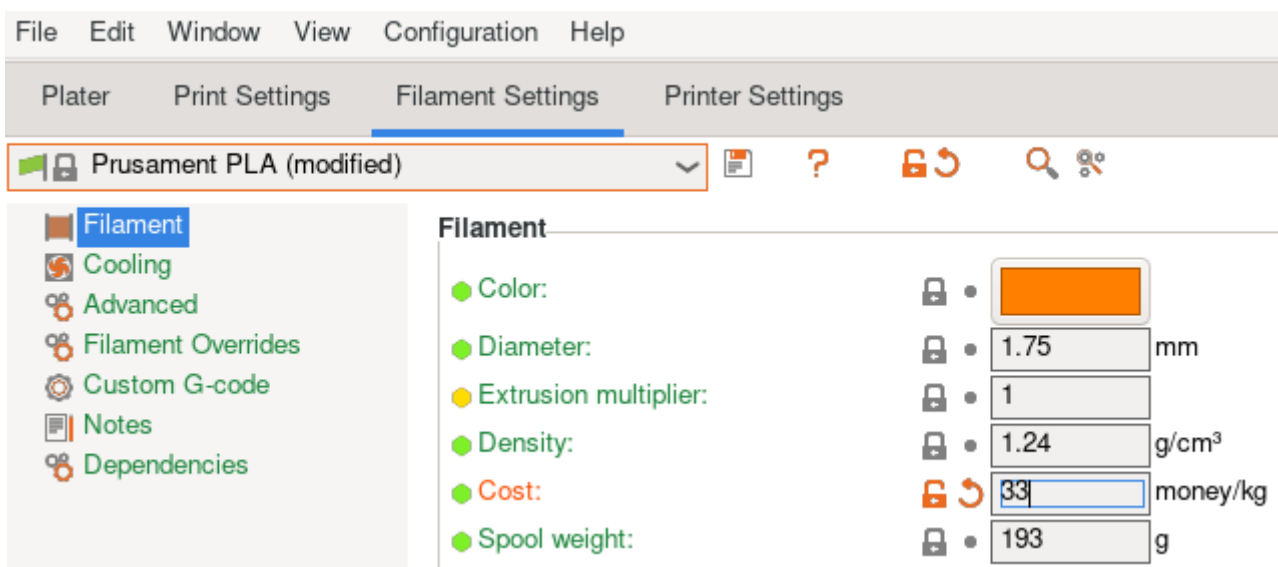 File Edit Window View Configuration Help
Plater Print Settings Filament Settings Printer Settings
Prusament PLA (modified)
Filament
Cooling
Advanced
Filament Overrides
Custom G-code
Notes
Dependencies
Filament
Color:
Diameter: 1.75 mm
Extrusion multiplier: 1
Density: 1.24 g/cm³
Cost: 33 money/kg
Spool weight: 193 g